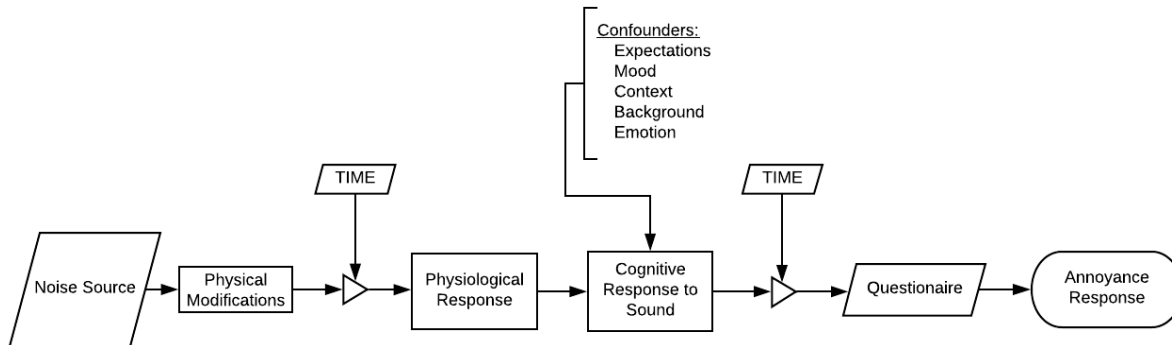 Confounders:
Expectations
Mood
Context
Background
Emotion
TIME
TIME
Noise Source
Physical
Modifications
Physiological
Response
Cognitive
Response to
Sound
Questionaire
Annoyance
Response